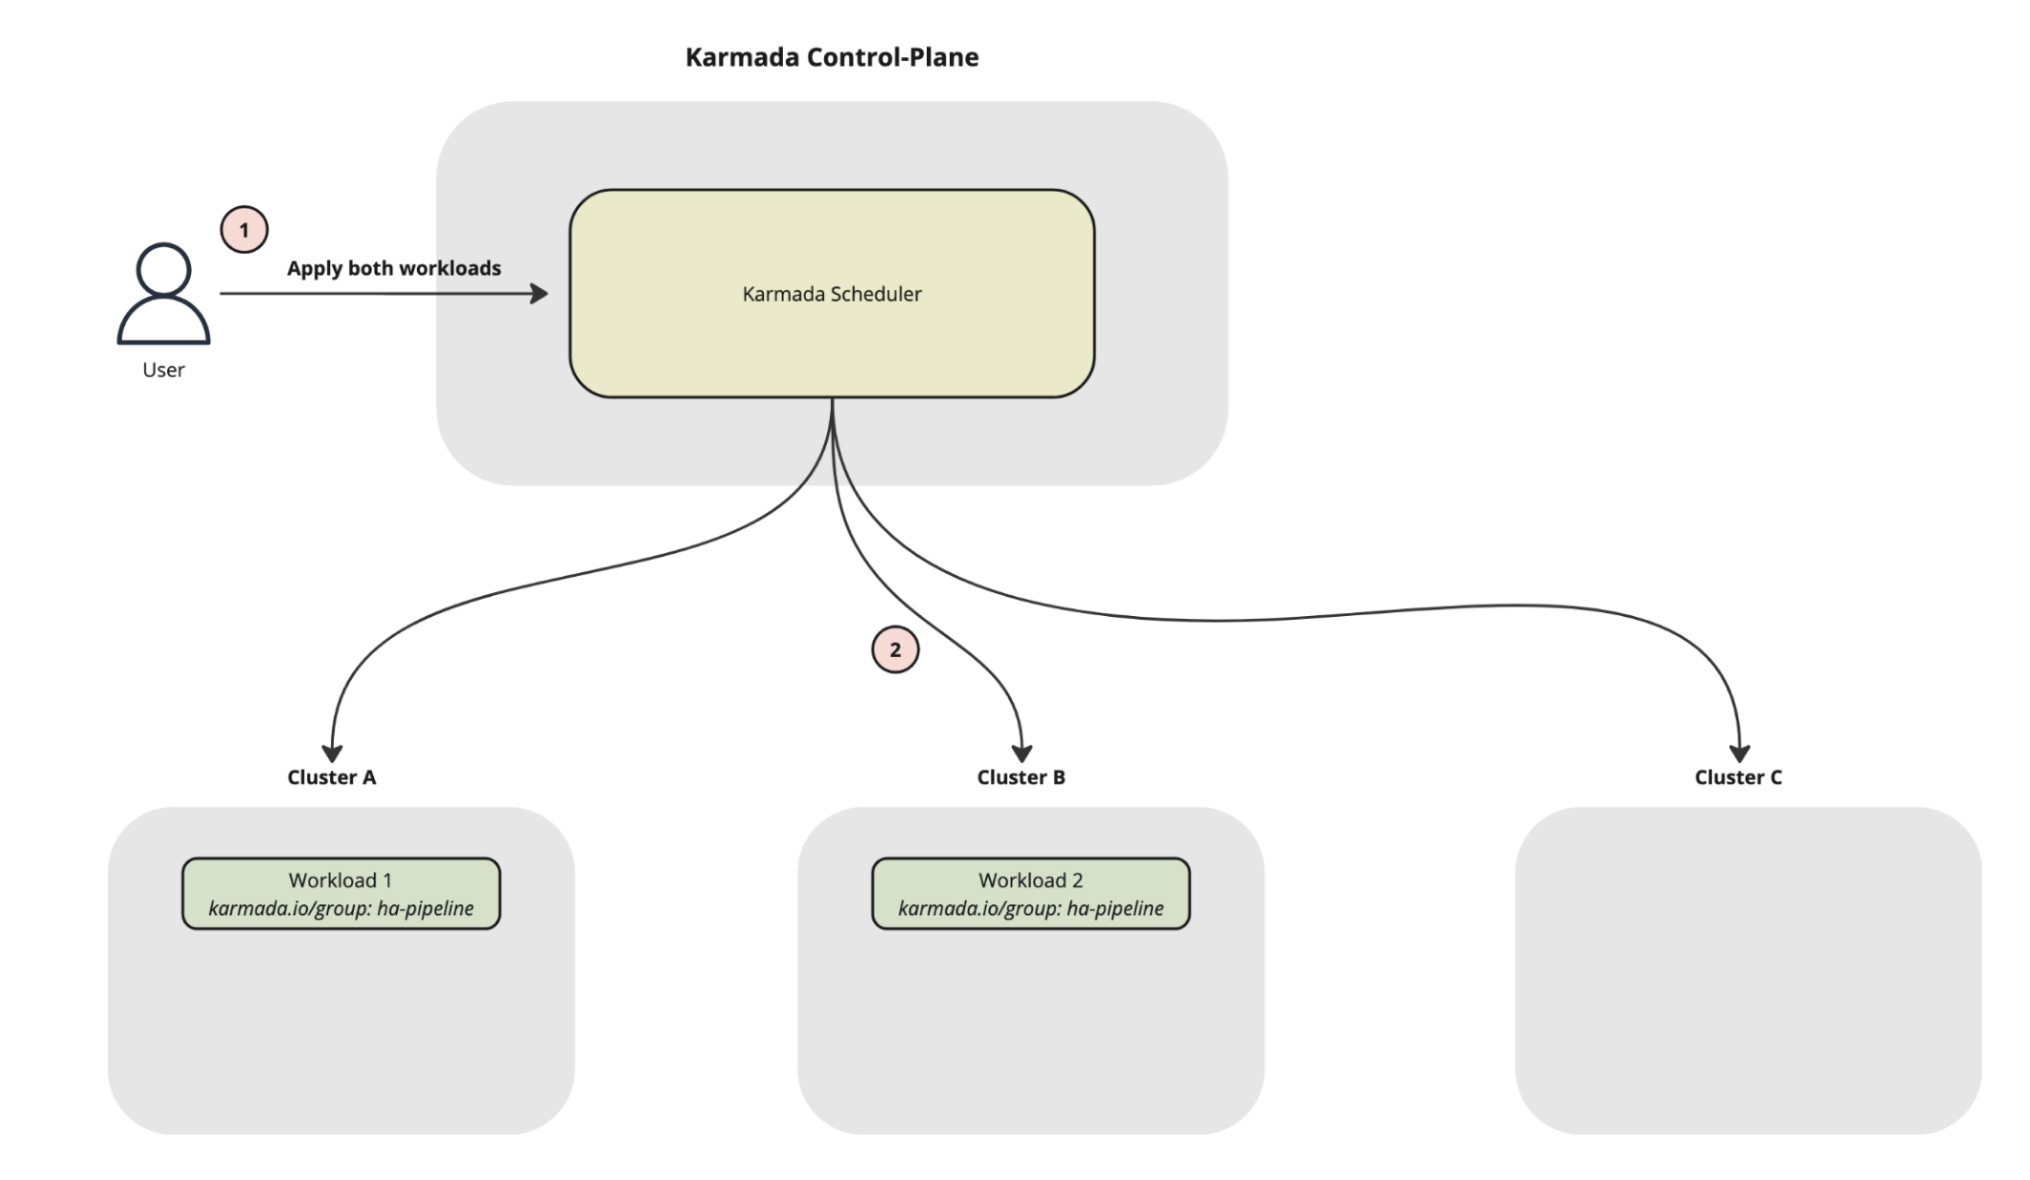 Karmada Control-Plane
1
Apply both workloads
Karmada Scheduler
User
2
Cluster A
Cluster B
Cluster C
Workload 1
karmada.io/group: ha-pipeline
Workload 2
karmada.io/group: ha-pipeline